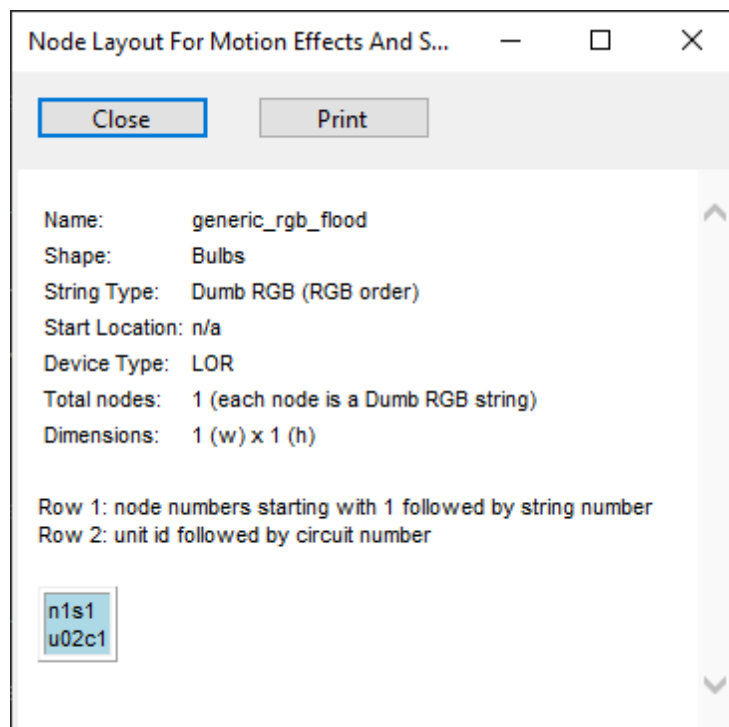 Node Layout For Motion Effects And S...
Close Print
Name: generic_rgb_flood
Shape: Bulbs
String Type: Dumb RGB (RGB order)
Start Location: n/a
Device Type: LOR
Total nodes: 1 (each node is a Dumb RGB string)
Dimensions: 1 (w) x 1 (h)
Row 1: node numbers starting with 1 followed by string number
Row 2: unit id followed by circuit number
n1s1
u02c1